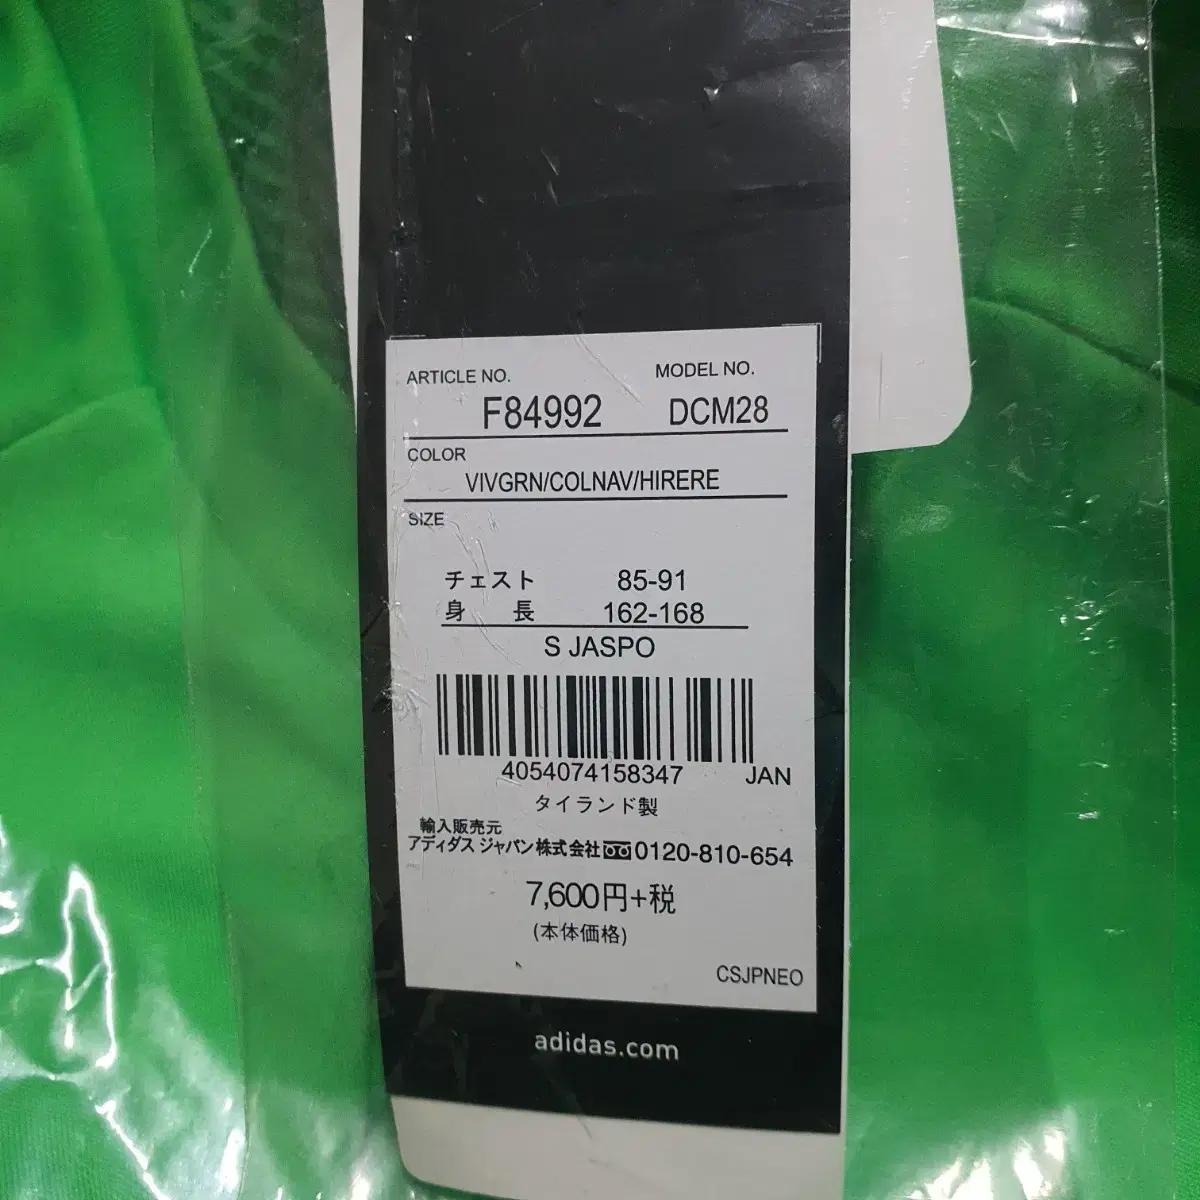 ARTICLE NO. MODEL NO.
F84992 DCM28
COLOR
VIVGRN/COLNAV/HIRERE
SIZE
チェスト 85-91
身 長 162-168
S JASPO
4054074158347 JAN
タイランド製
輸入販売元
アディダス ジャパン株式会社 0120-810-654
7,600円+税
(本体価格)
CSJPNEO
adidas.com